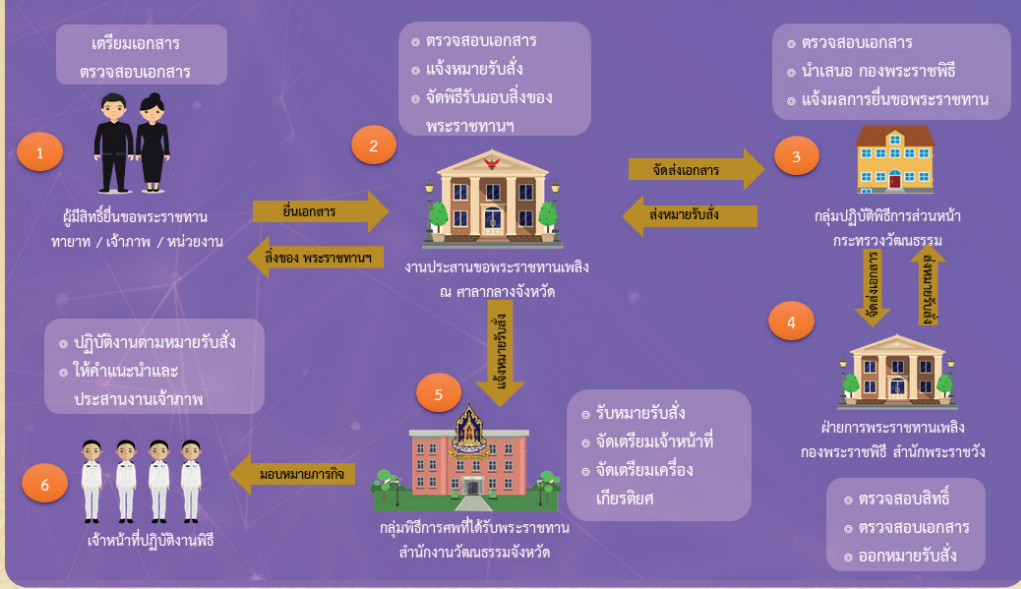 เตรียมเอกสาร
ตรวจสอบเอกสาร
1
ผู้มีสิทธิ์ยื่นขอพระราชทาน
ทายาท / เจ้าภาพ / หน่วยงาน
ยื่นเอกสาร
สิ่งของ พระราชทานฯ
๏ ตรวจสอบเอกสาร
๏ แจ้งหมายรับสั่ง
๏ จัดพิธีรับมอบสิ่งของ
พระราชทานฯ
2
งานประสานขอพระราชทานเพลิง
ณ ศาลากลางจังหวัด
จัดส่งเอกสาร
ส่งหมายรับสั่ง
๏ ตรวจสอบเอกสาร
๏ นำเสนอ กองพระราชพิธี
๏ แจ้งผลการยื่นขอพระราชทาน
3
กลุ่มปฏิบัติพิธีการส่วนหน้า
กระทรวงวัฒนธรรม
จัดส่งเอกสาร
ส่งหมายรับสั่ง
4
ฝ่ายการพระราชทานเพลิง
กองพระราชพิธี สำนักพระราชวัง
๏ ตรวจสอบสิทธิ์
๏ ตรวจสอบเอกสาร
๏ ออกหมายรับสั่ง
แจ้งหมายรับสั่ง
5
กลุ่มพิธีการศพที่ได้รับพระราชทาน
สำนักงานวัฒนธรรมจังหวัด
๏ รับหมายรับสั่ง
๏ จัดเตรียมเจ้าหน้าที่
๏ จัดเตรียมเครื่อง
เกียรติยศ
มอบหมายภารกิจ
๏ ปฏิบัติงานตามหมายรับสั่ง
๏ ให้คำแนะนำและ
ประสานงานเจ้าภาพ
6
เจ้าหน้าที่ปฏิบัติงานพิธี